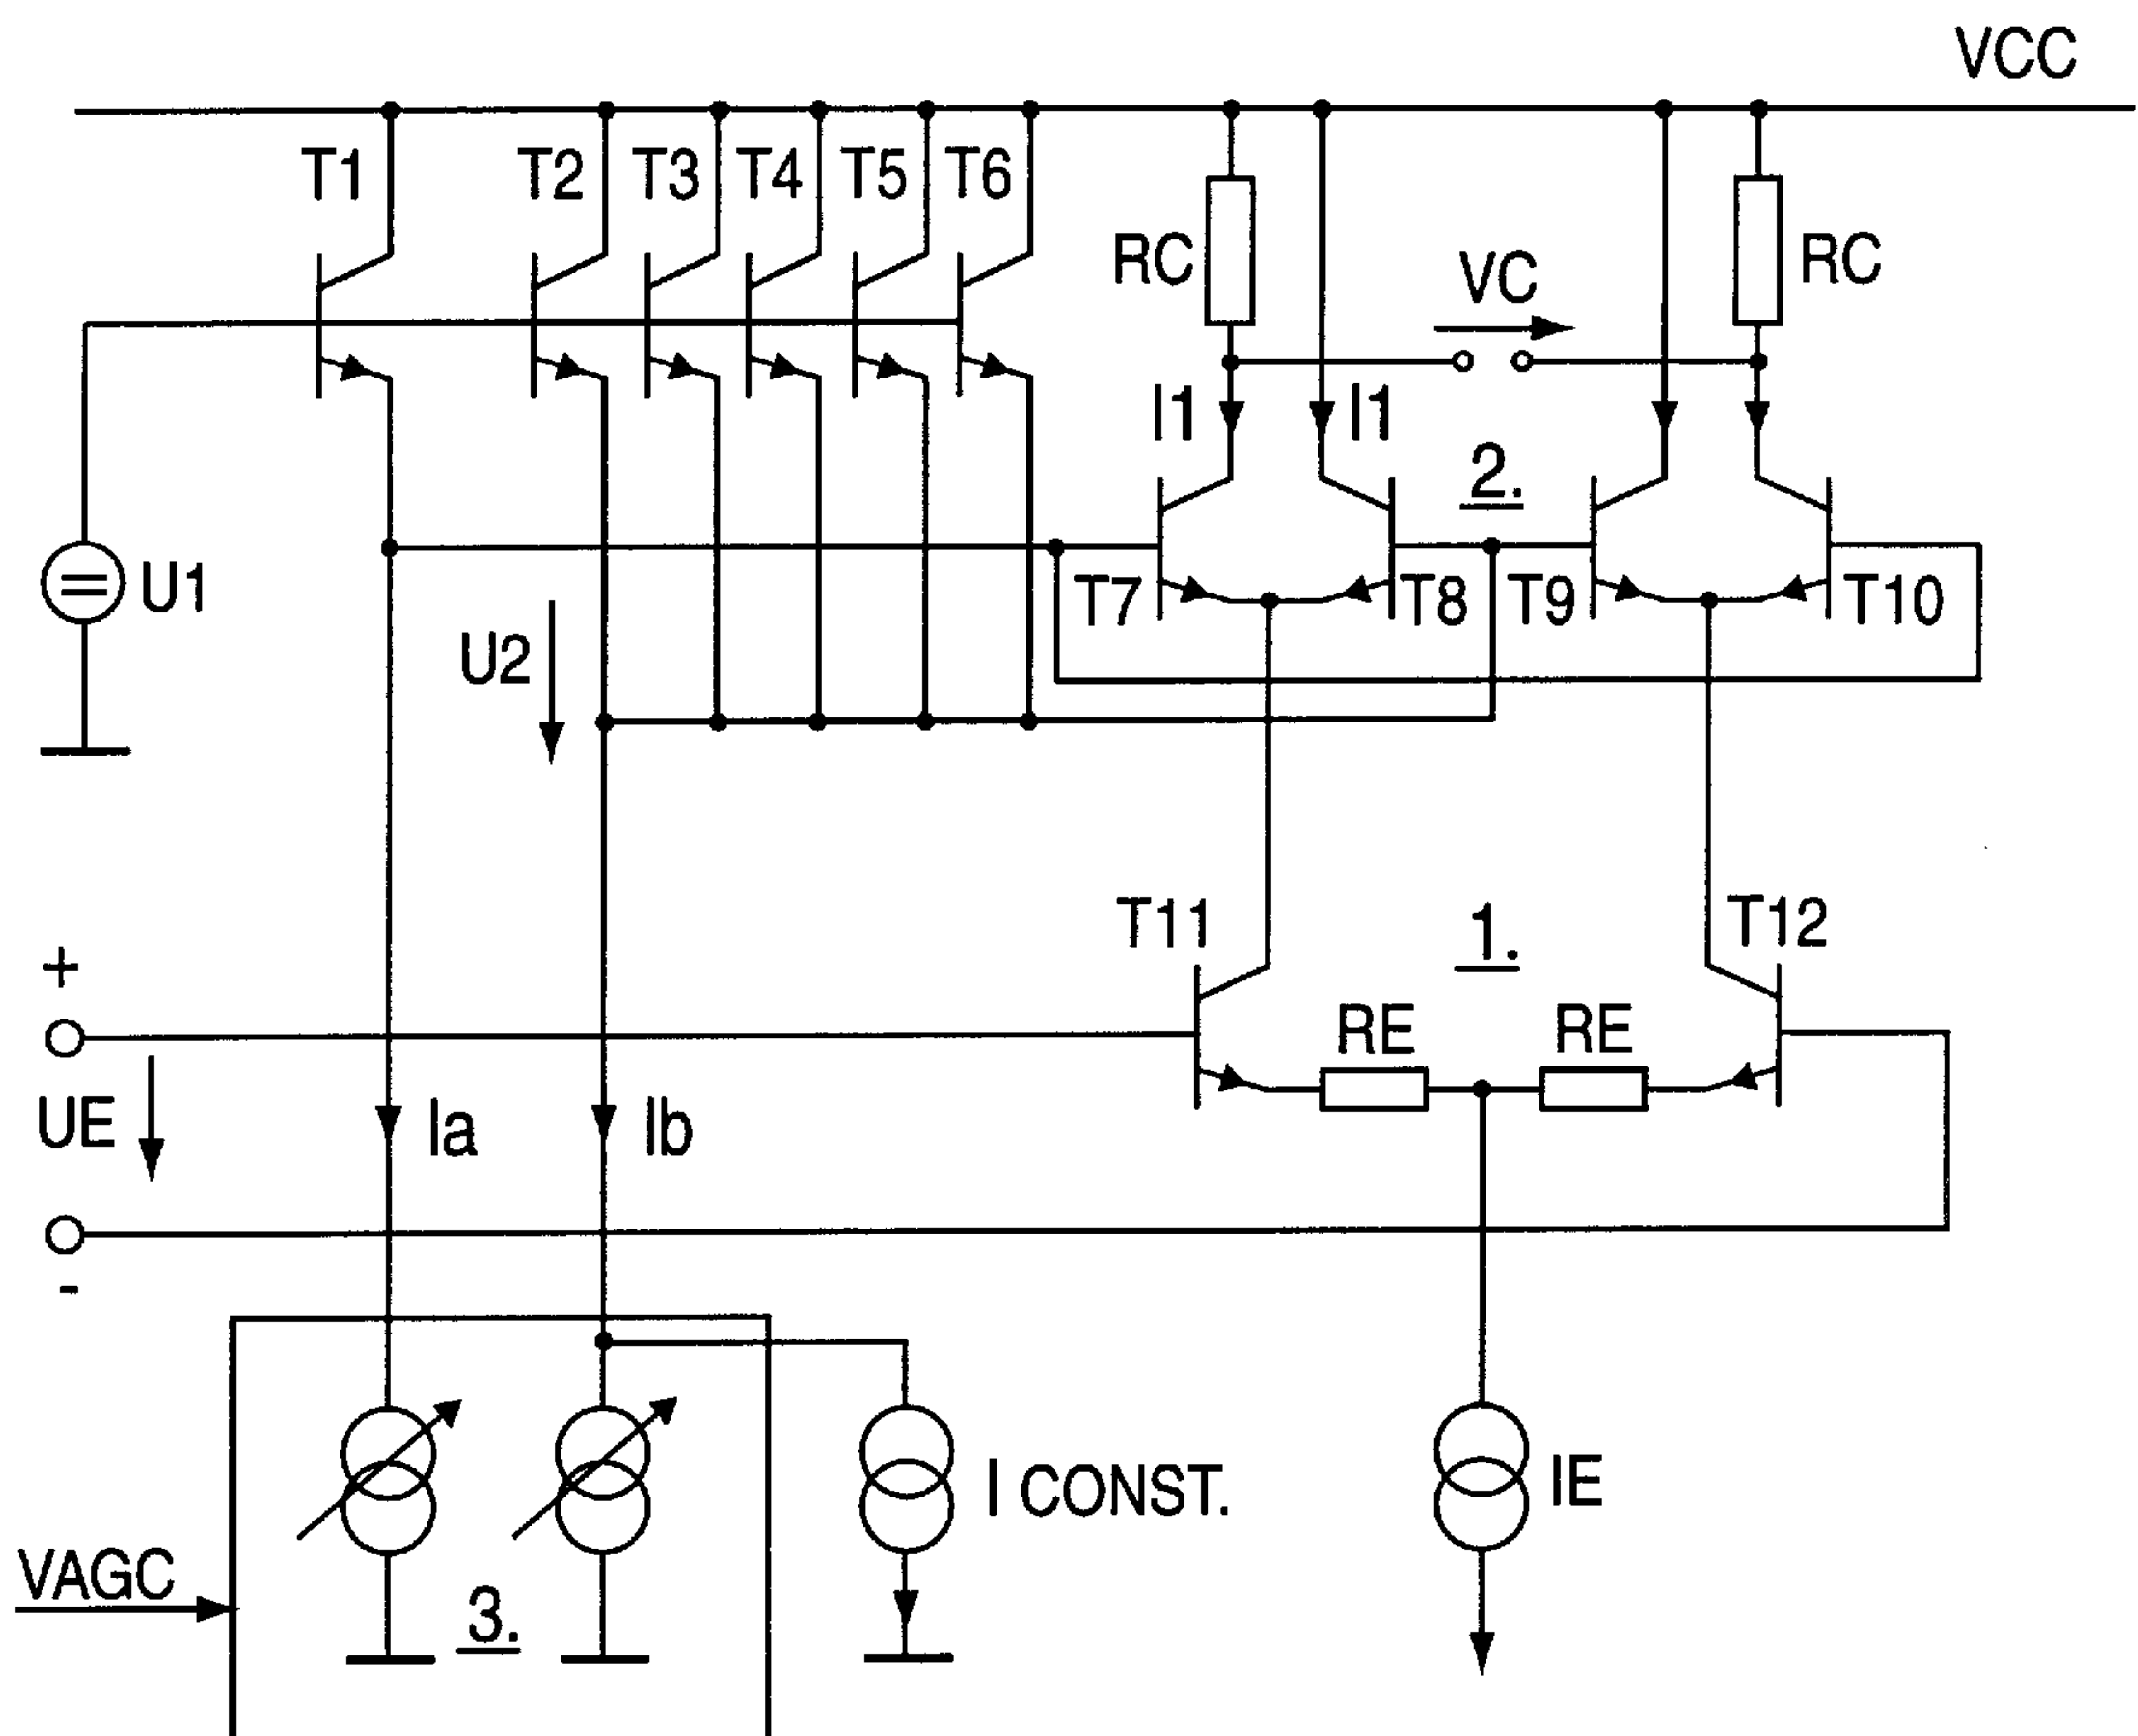 VCC
T1
T2
T3
T4
T5
T6
RC
VC
RC
I1
I1
2.
U1
T7
T8
T9
T10
U2
T11
1.
T12
+
RE
RE
UE
Ia
Ib
-
I CONST.
IE
VAGC
3.